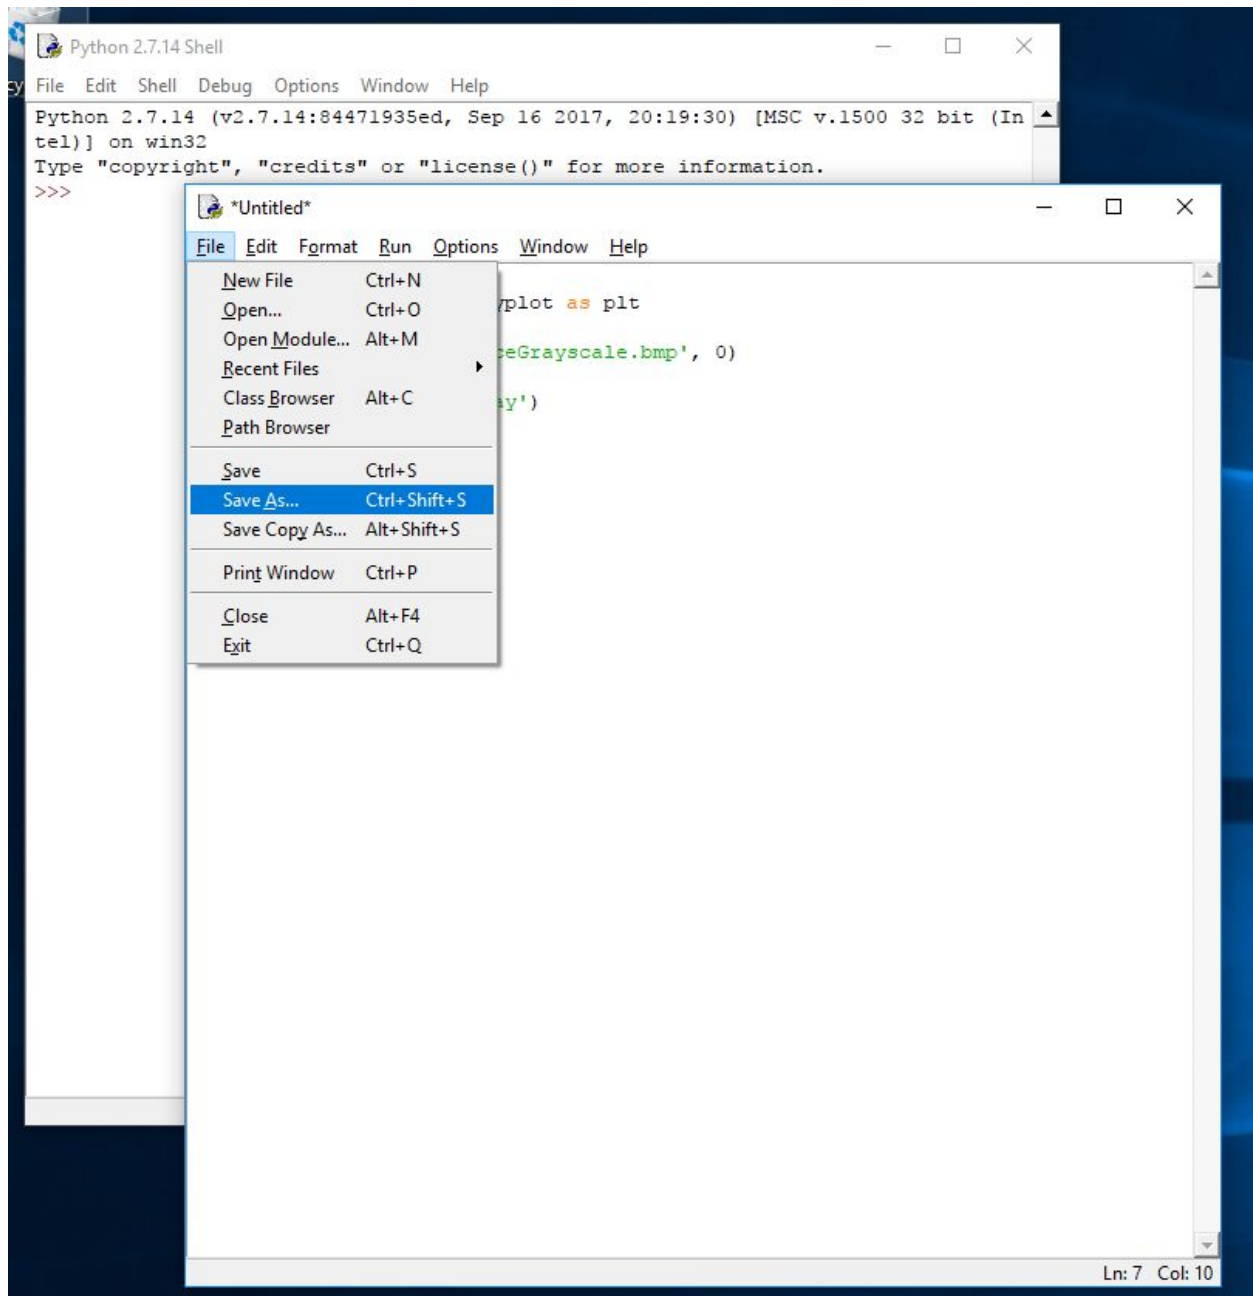 Python 2.7.14 Shell
File Edit Shell Debug Options Window Help
Python 2.7.14 (v2.7.14:84471935ed, Sep 16 2017, 20:19:30) [MSC v.1500 32 bit (In
tel)] on win32
Type "copyright", "credits" or "license()" for more information.
>>>
*Untitled*
File Edit Format Run Options Window Help
New File Ctrl+N
Open... Ctrl+O
Open Module... Alt+M
Recent Files
Class Browser Alt+C
Path Browser
Save Ctrl+S
Save As... Ctrl+Shift+S
Save Copy As... Alt+Shift+S
Print Window Ctrl+P
Close Alt+F4
Exit Ctrl+Q
yplot as plt
ceGrayscale.bmp', 0)
ay')
Ln: 7 Col: 10